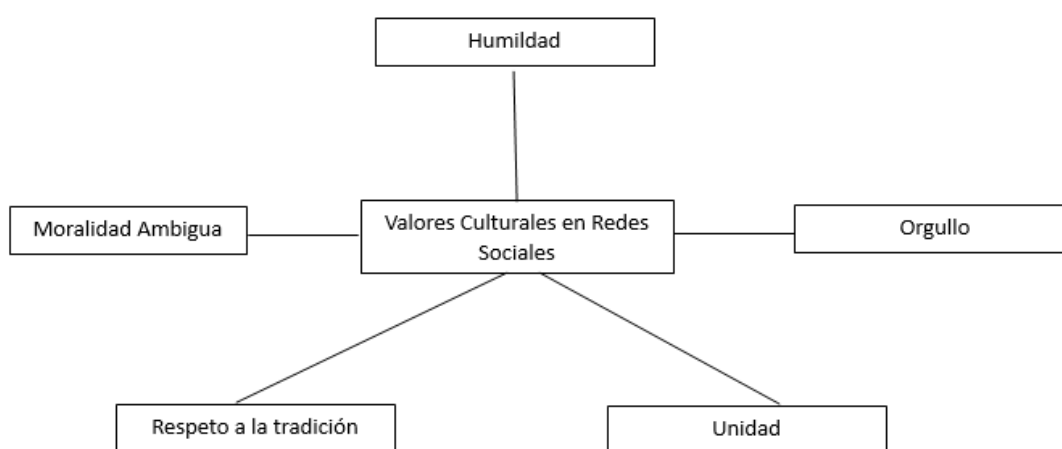 Humildad
Moralidad Ambigua
Valores Culturales en Redes
Sociales
Orgullo
Respeto a la tradición
Unidad